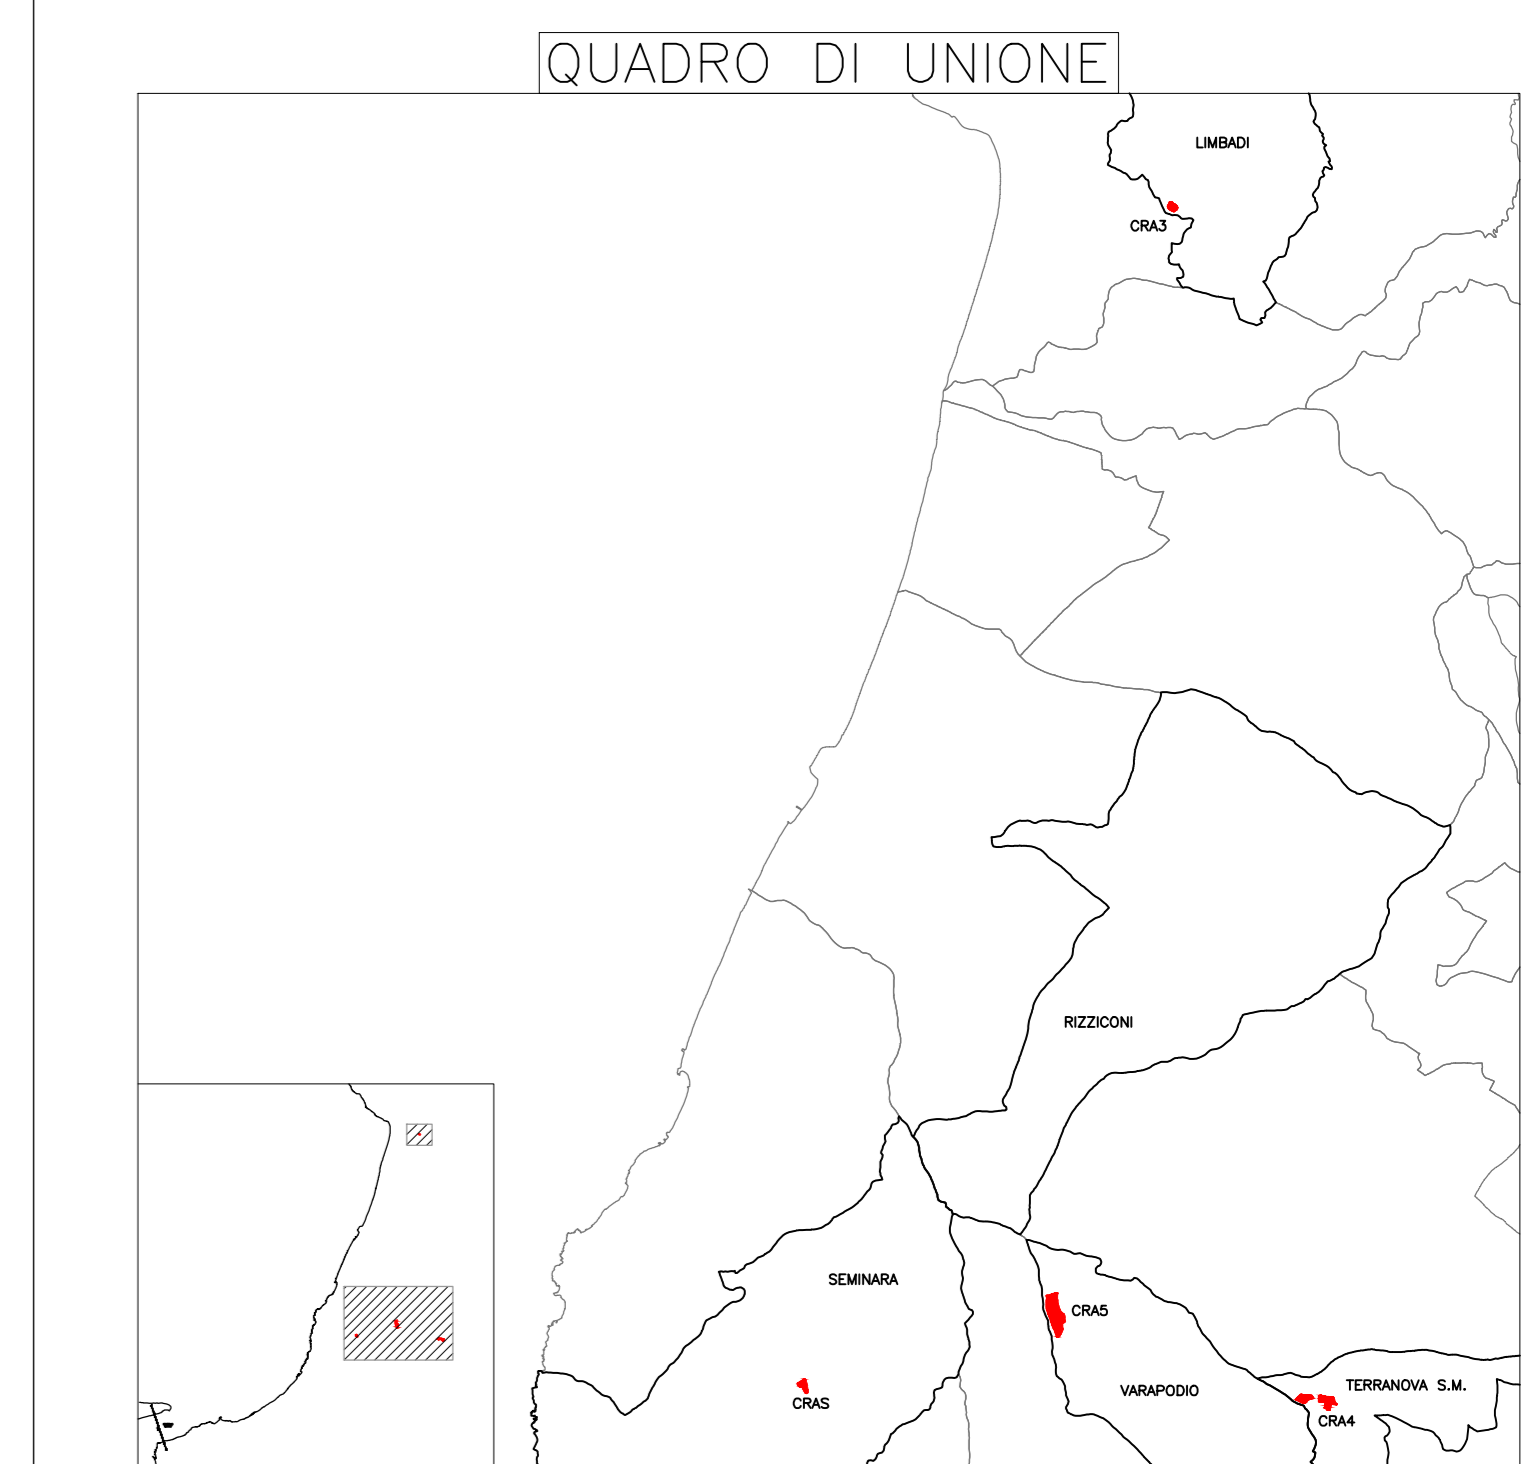 QUADRO DI UNIONE
LIMBADI
CRA3
RIZZICONI
SEMINARA
CRA5
CRAS
VARAPODIO
TERRANOVA S.M.
CRA4